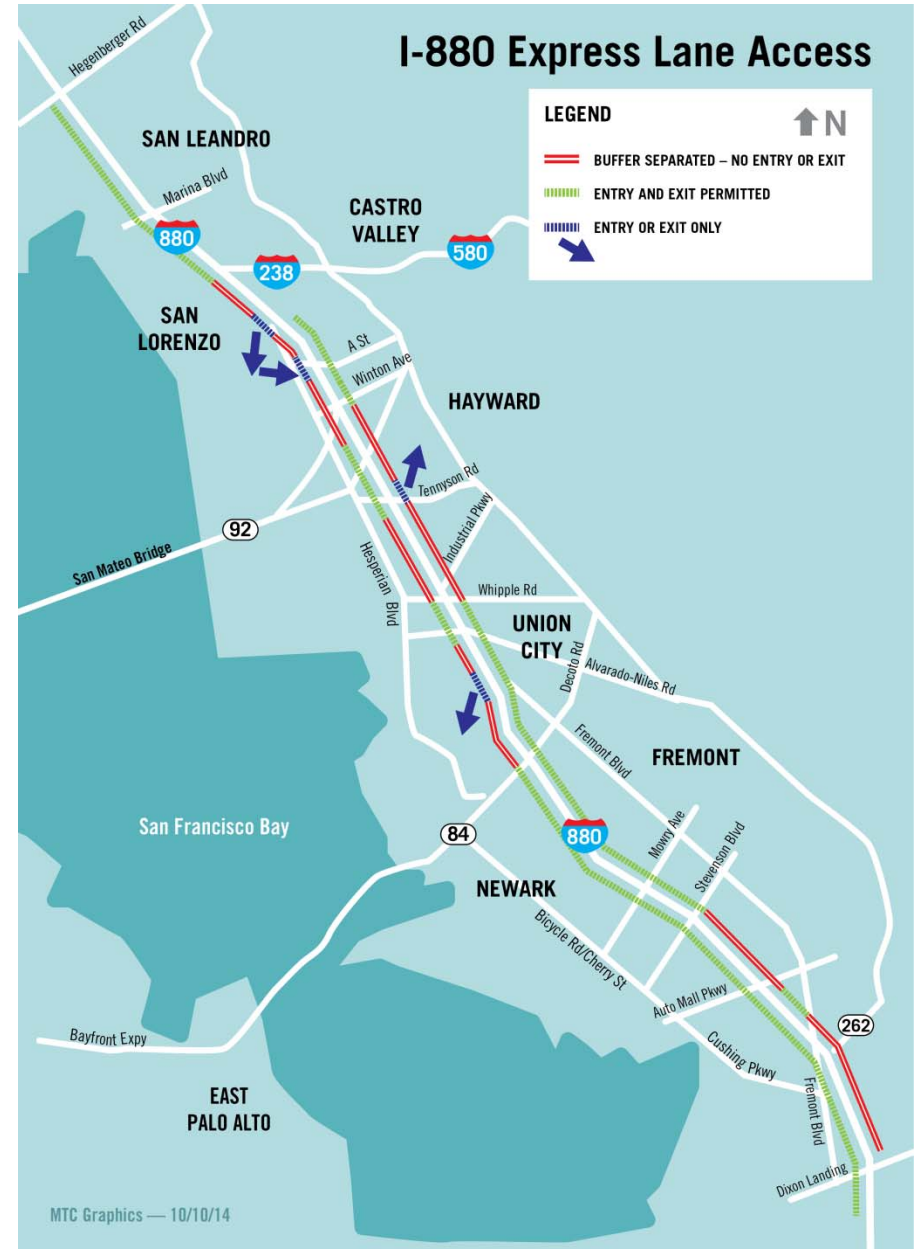 I-880 Express Lane Access
LEGEND
N
BUFFER SEPARATED – NO ENTRY OR EXIT
ENTRY AND EXIT PERMITTED
ENTRY OR EXIT ONLY
Hegenberger Rd
SAN LEANDRO
Marina Blvd
CASTRO
VALLEY
880
238
580
SAN
LORENZO
A St
Winton Ave
HAYWARD
Tennyson Rd
Industrial Pkwy
92
San Mateo Bridge
Hesperian Blvd
Whipple Rd
UNION
CITY
Decoto Rd
Alvarado-Niles Rd
Fremont Blvd
FREMONT
San Francisco Bay
84
880
Mowry Ave
Stevenson Blvd
NEWARK
Bicycle Rd/Cherry St
Auto Mall Pkwy
262
Bayfront Expy
Cushing Pkwy
EAST
PALO ALTO
Fremont Blvd
Dixon Landing
MTC Graphics — 10/10/14